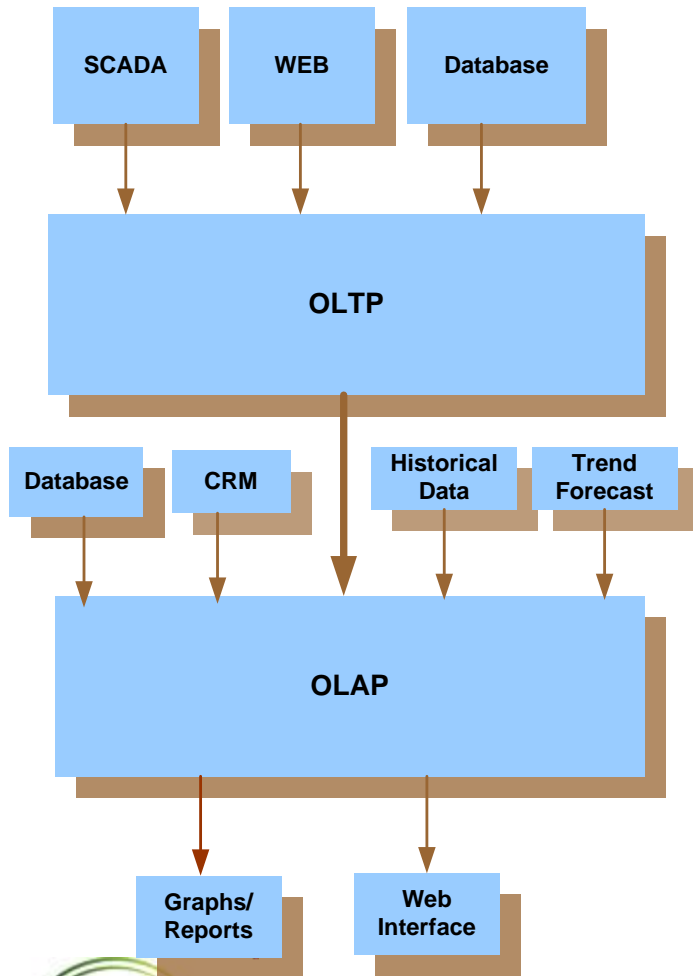 SCADA
WEB
Database
OLTP
Database
CRM
Historical
Data
Trend
Forecast
OLAP
Graphs/
Reports
Web
Interface